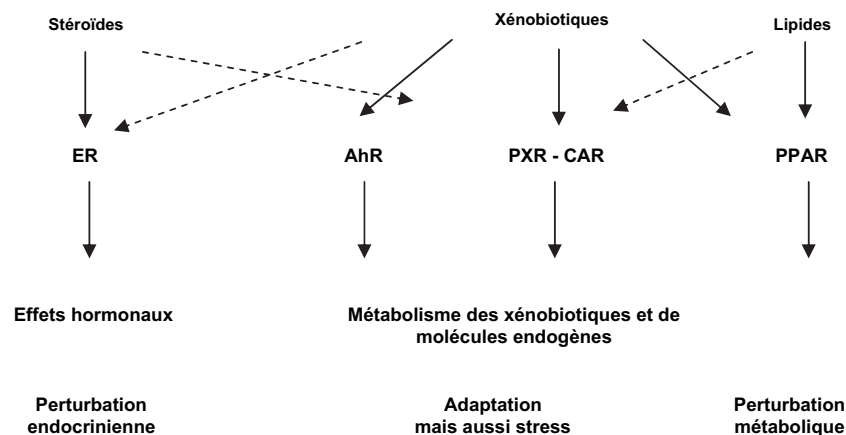 Stéroïdes
Xénobiotiques
Lipides
ER
AhR
PXR - CAR
PPAR
Effets hormonaux
Métabolisme des xénobiotiques et de
molécules endogènes
Perturbation
endocrinienne
Adaptation
mais aussi stress
Perturbation
métabolique